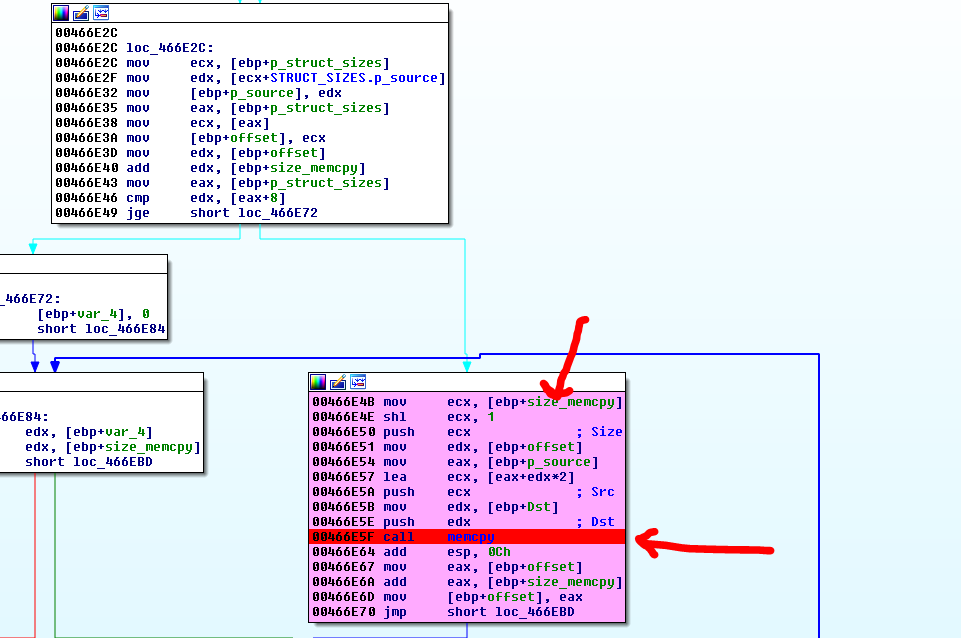 00466E2C
00466E2C loc_466E2C:
00466E2C mov ecx, [ebp+p_struct_sizes]
00466E2F mov edx, [ecx+STRUCT_SIZES.p_source]
00466E32 mov [ebp+p_source], edx
00466E35 mov eax, [ebp+p_struct_sizes]
00466E38 mov ecx, [eax]
00466E3A mov [ebp+offset], ecx
00466E3D mov edx, [ebp+offset]
00466E40 add edx, [ebp+size_memcpy]
00466E43 mov eax, [ebp+p_struct_sizes]
00466E46 cmp edx, [eax+8]
00466E49 jge short loc_466E72
_466E72:
[ebp+var_4], 0
short loc_466E84
66E84:
edx, [ebp+var_4]
edx, [ebp+size_memcpy]
short loc_466EBD
00466E4B mov ecx, [ebp+size_memcpy]
00466E4E shl ecx, 1
00466E50 push ecx ; Size
00466E51 mov edx, [ebp+offset]
00466E54 mov eax, [ebp+p_source]
00466E57 lea ecx, [eax+edx*2]
00466E5A push ecx ; Src
00466E5B mov edx, [ebp+Dst]
00466E5E push edx ; Dst
00466E5F call memcpy
00466E64 add esp, 0Ch
00466E67 mov eax, [ebp+offset]
00466E6A add eax, [ebp+size_memcpy]
00466E6D mov [ebp+offset], eax
00466E70 jmp short loc_466EBD